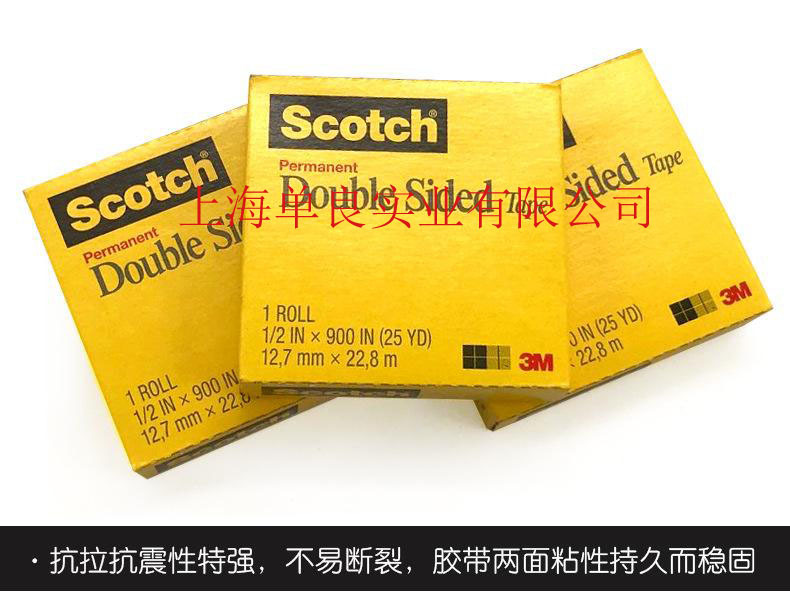 Scotch®
Permanent
Double Si
1 ROLL
1/2 IN × 900 IN
12,7 mm × 22,8
Scotch
Scotch®
Permanent
Double Sided Tape
1 ROLL
1/2 IN × 900 IN (25 YD)
12,7 mm × 22,8 m
3M
Scotch
Sided Tape
IN (25 YD)
22,8 m
3M
上海单良实业有限公司
·抗拉抗震性特强，不易断裂，胶带两面粘性持久而稳固